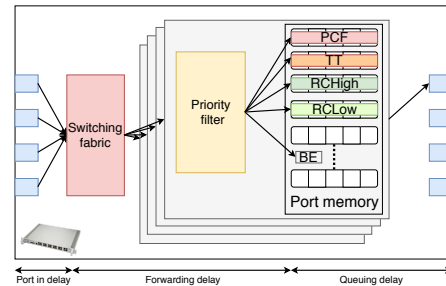 PCF
TT
RCHigh
RCLow
BE
Port memory
Priority
filter
Switching
fabric
Port in delay
Forwarding delay
Queuing delay